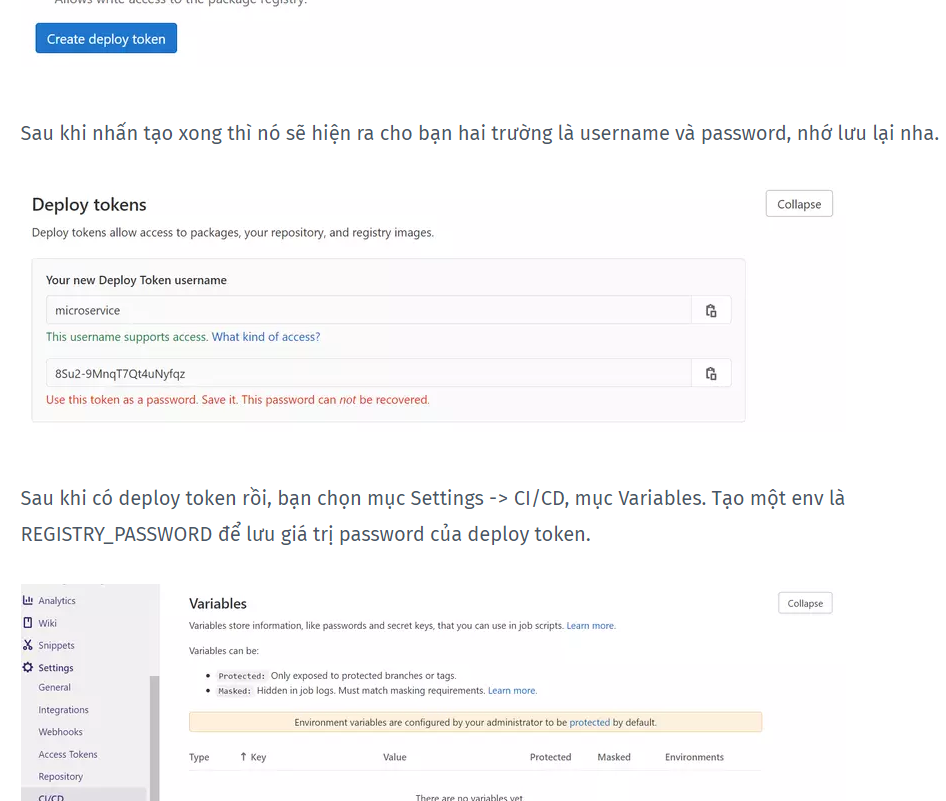 Allows write access to the package registry.
Create deploy token
Sau khi nhấn tạo xong thì nó sẽ hiện ra cho bạn hai trường là username và password, nhớ lưu lại nha.
Deploy tokens
Collapse
Deploy tokens allow access to packages, your repository, and registry images.
Your new Deploy Token username
microservice
This username supports access. What kind of access?
8Su2-9MnqT7Qt4uNyfqz
Use this token as a password. Save it. This password can not be recovered.
Sau khi có deploy token rồi, bạn chọn mục Settings -> CI/CD, mục Variables. Tạo một env là
REGISTRY_PASSWORD để lưu giá trị password của deploy token.
Analytics
Wiki
Snippets
Settings
General
Integrations
Webhooks
Access Tokens
Repository
CI/CD
Variables
Collapse
Variables store information, like passwords and secret keys, that you can use in job scripts. Learn more.
Variables can be:
• Protected: Only exposed to protected branches or tags.
• Masked: Hidden in job logs. Must match masking requirements. Learn more.
Environment variables are configured by your administrator to be protected by default.
Type ↑ Key Value Protected Masked Environments
There are no variables yet